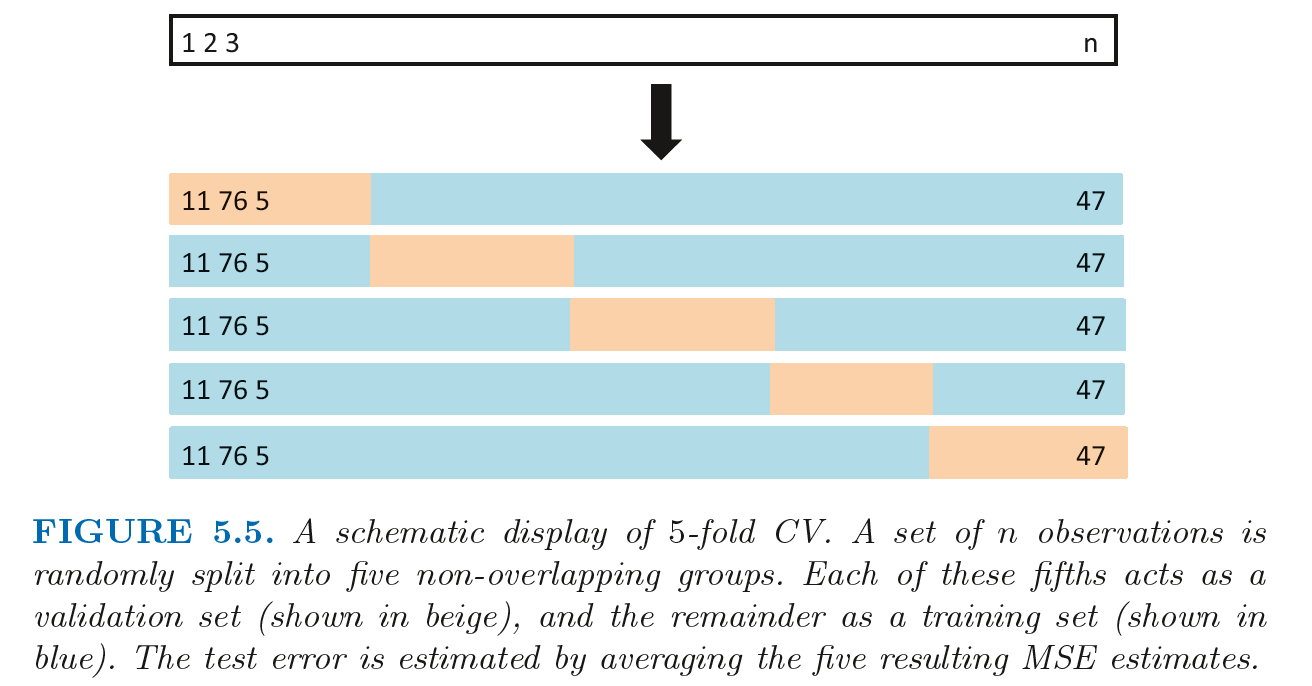 1 2 3 n
11 76 5 47
11 76 5 47
11 76 5 47
11 76 5 47
11 76 5 47
FIGURE 5.5. A schematic display of 5-fold CV. A set of n observations is
randomly split into five non-overlapping groups. Each of these fifths acts as a
validation set (shown in beige), and the remainder as a training set (shown in
blue). The test error is estimated by averaging the five resulting MSE estimates.